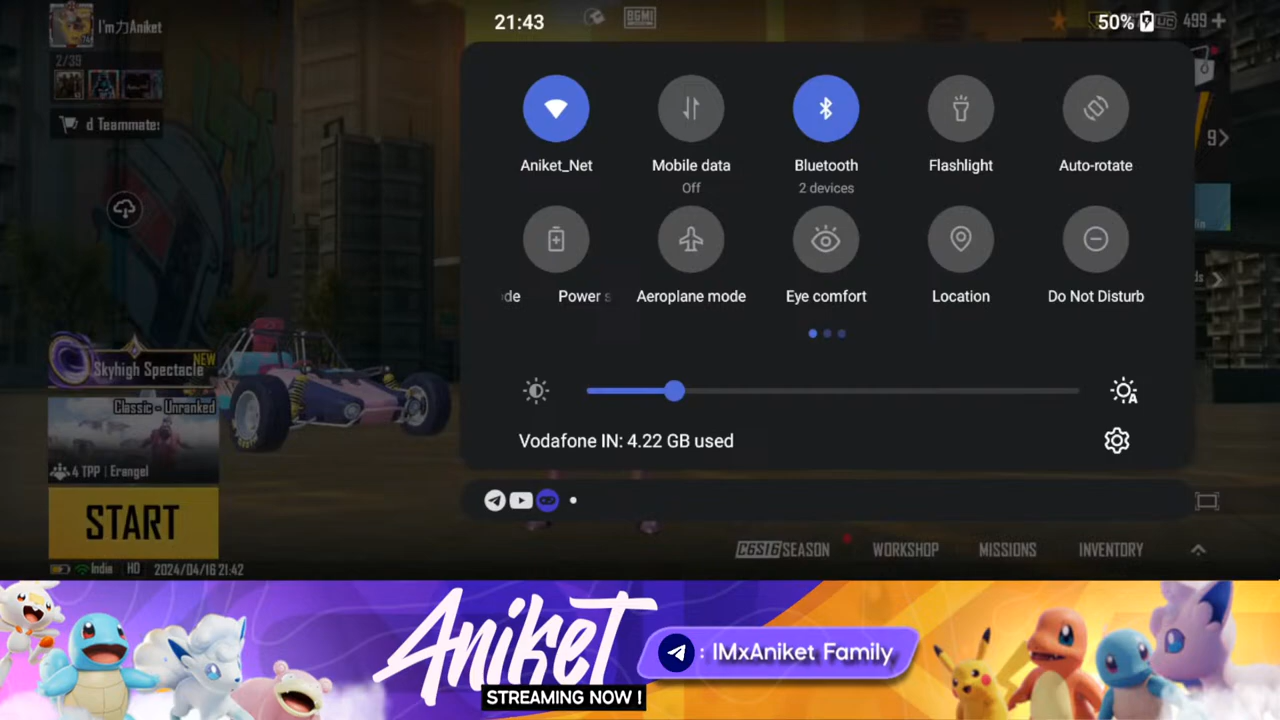 I'm力Aniket
2/39
d Teammates
21:43
BGMI
50%
499
9
Aniket_Net
Mobile data
Off
Bluetooth
2 devices
Flashlight
Auto-rotate
de
Power s
Aeroplane mode
Eye comfort
Location
Do Not Disturb
Vodafone IN: 4.22 GB used
NEW
Skyhigh Spectacle
Classic - Unranked
4 TPP | Erangel
START
India HD 2024/04/16 21:42
C6S16 SEASON
WORKSHOP
MISSIONS
INVENTORY
Aniket
STREAMING NOW !
: IMxAniket Family